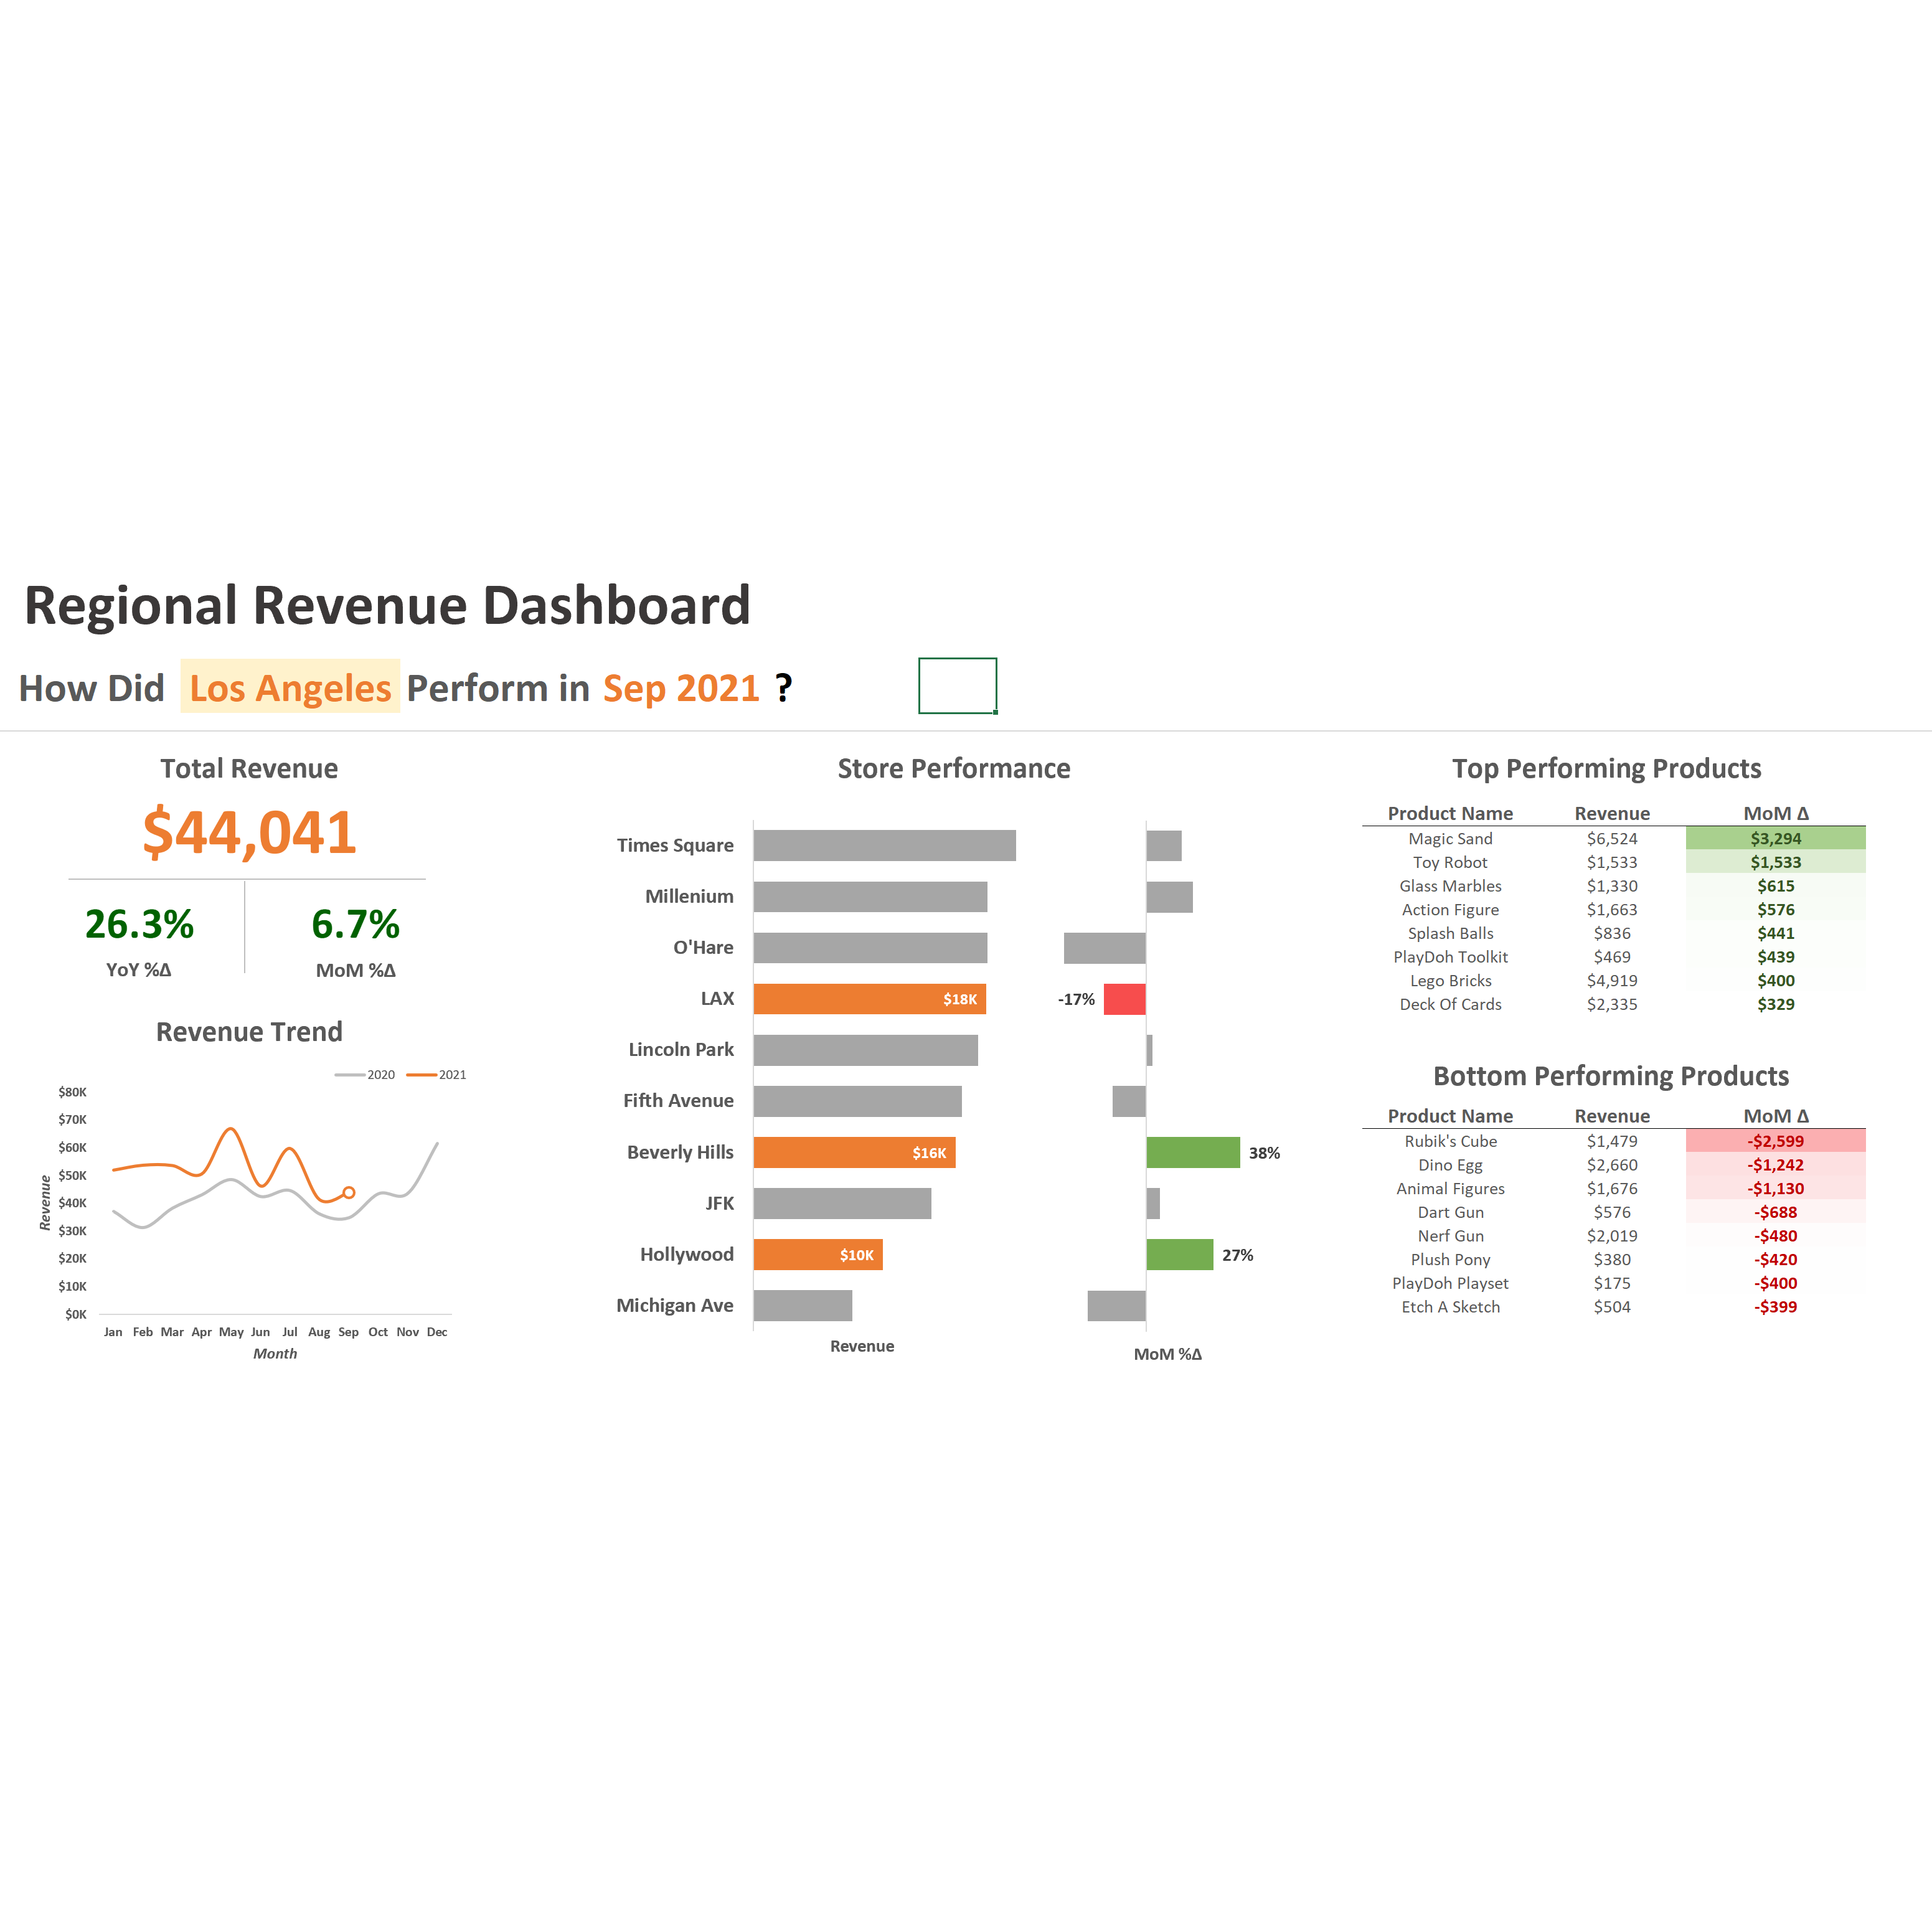 Regional Revenue Dashboard
How Did Los Angeles Perform in Sep 2021 ?
Total Revenue
$44,041
26.3% 6.7%
YoY %Δ MoM %Δ
Revenue Trend
2020 2021
$80K
$70K
$60K
$50K
$40K
$30K
$20K
$10K
$0K
Revenue
Jan Feb Mar Apr May Jun Jul Aug Sep Oct Nov Dec
Month
Store Performance
Times Square
Millenium
O'Hare
LAX $18K -17%
Lincoln Park
Fifth Avenue
Beverly Hills $16K 38%
JFK
Hollywood $10K 27%
Michigan Ave
Revenue MoM %Δ
Top Performing Products
Product Name Revenue MoM Δ
Magic Sand $6,524 $3,294
Toy Robot $1,533 $1,533
Glass Marbles $1,330 $615
Action Figure $1,663 $576
Splash Balls $836 $441
PlayDoh Toolkit $469 $439
Lego Bricks $4,919 $400
Deck Of Cards $2,335 $329
Bottom Performing Products
Product Name Revenue MoM Δ
Rubik's Cube $1,479 -$2,599
Dino Egg $2,660 -$1,242
Animal Figures $1,676 -$1,130
Dart Gun $576 -$688
Nerf Gun $2,019 -$480
Plush Pony $380 -$420
PlayDoh Playset $175 -$400
Etch A Sketch $504 -$399